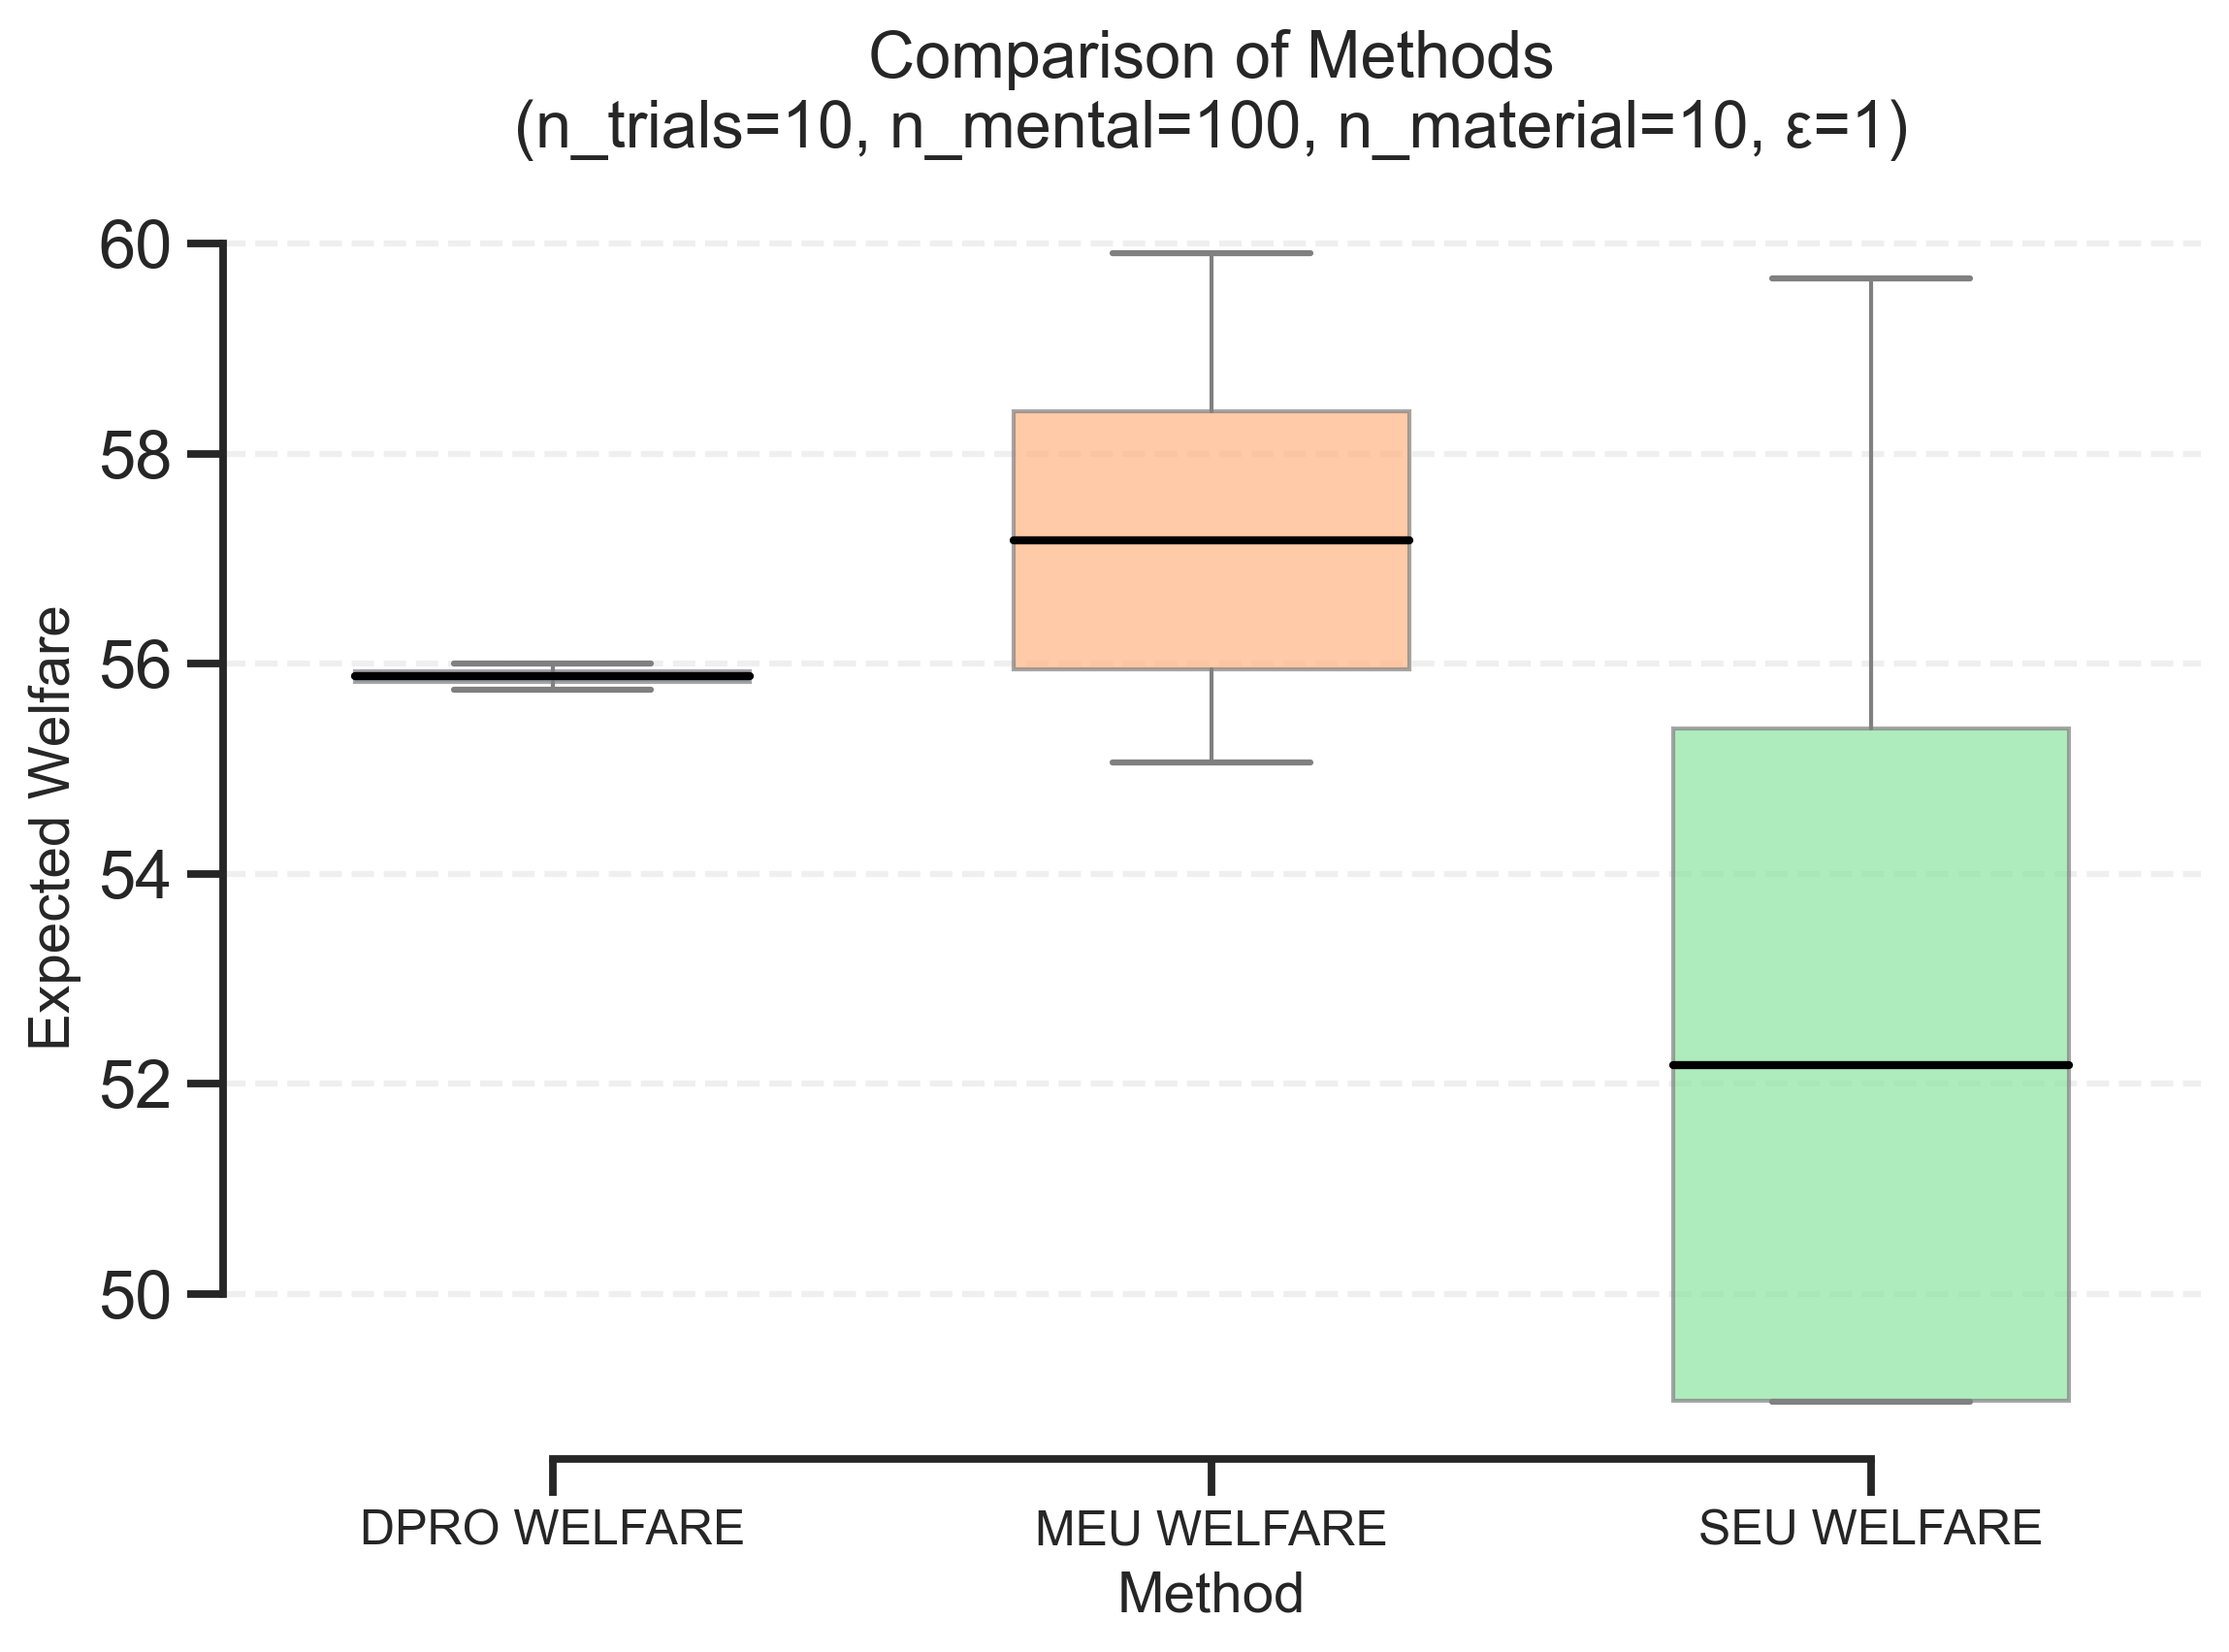 Comparison of Methods
(n_trials=10, n_mental=100, n_material=10, ε=1)
60
58
56
54
52
50
Expected Welfare
DPRO WELFARE
MEU WELFARE
SEU WELFARE
Method